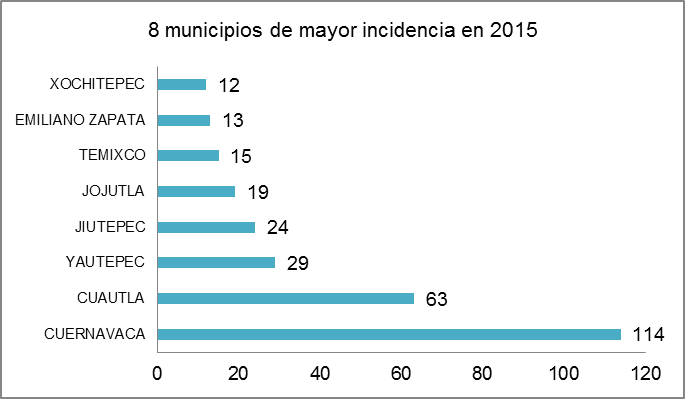 8 municipios de mayor incidencia en 2015
XOCHITEPEC 12
EMILIANO ZAPATA 13
TEMIXCO 15
JOJUTLA 19
JIUTEPEC 24
YAUTEPEC 29
CUAUTLA 63
CUERNAVACA 114
0 20 40 60 80 100 120